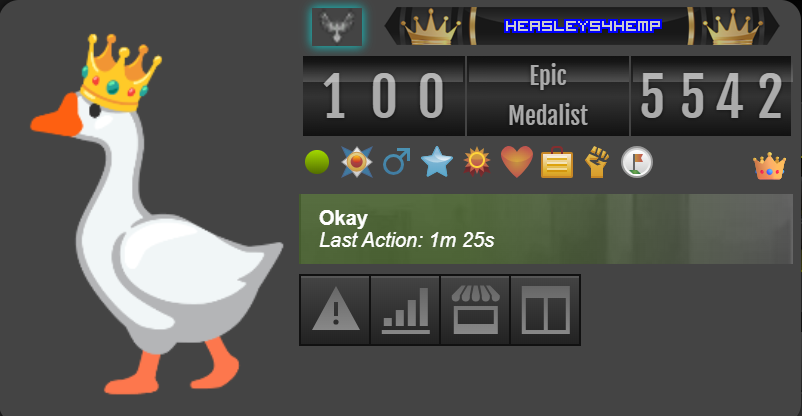 HEASLEYS4HEMP
100
Epic
Medalist
5542
Okay
Last Action: 1m 25s